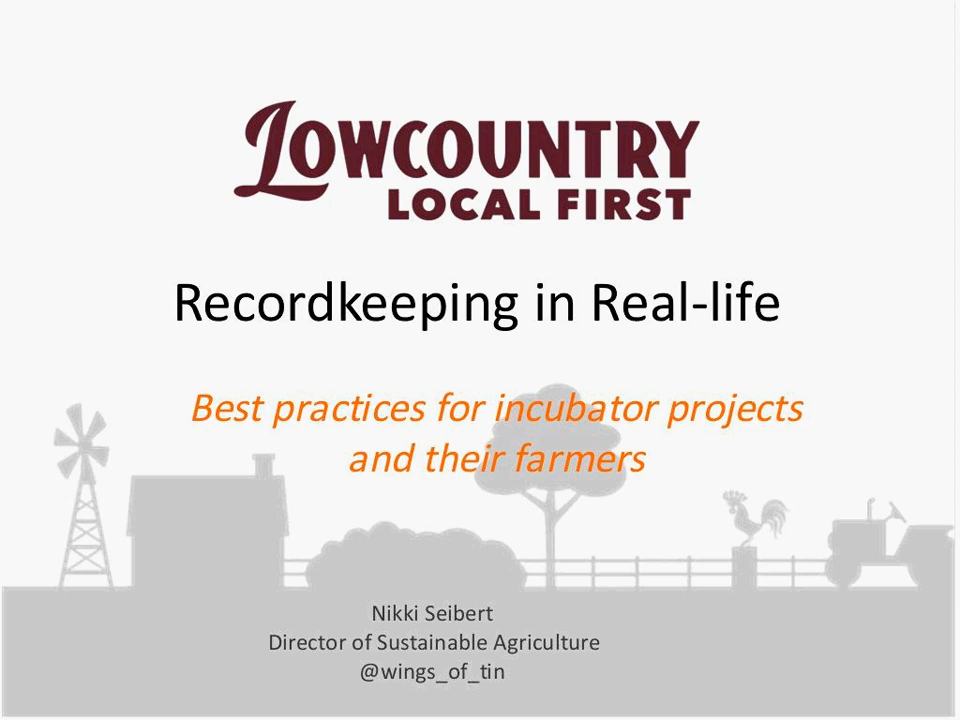 LOWCOUNTRY
LOCAL FIRST
Recordkeeping in Real-life
Best practices for incubator projects
and their farmers
Nikki Seibert
Director of Sustainable Agriculture
@wings_of_tin